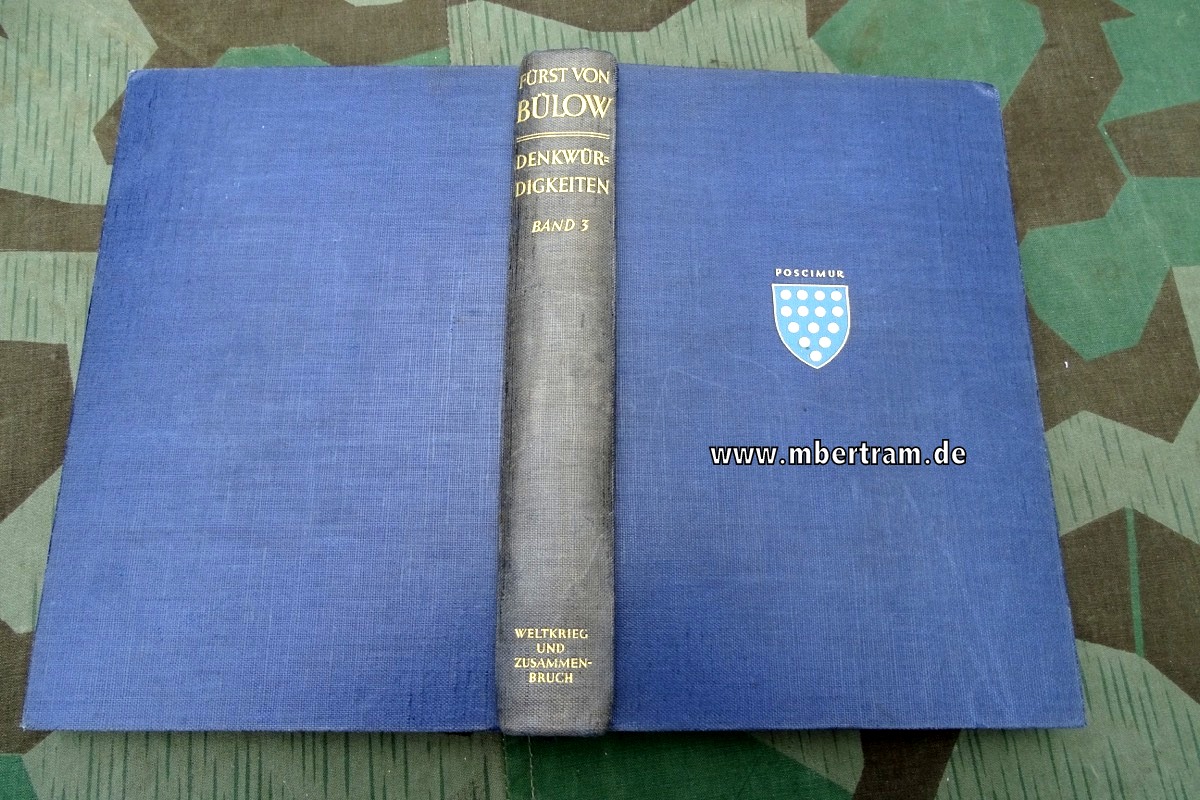 FÜRST VON
BÜLOW
DENKWÜR=
DIGKEITEN
BAND 3
WELTKRIEG
UND
ZUSAMMEN-
BRUCH
POSCIMUR
www.mbertram.de